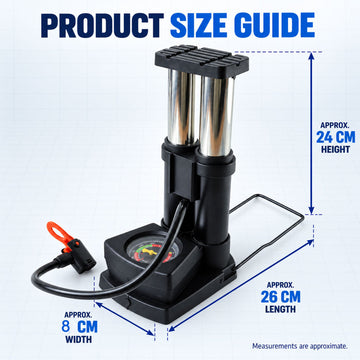 PRODUCT SIZE GUIDE
APPROX.
24 CM
HEIGHT
APPROX.
26 CM
LENGTH
APPROX.
8 CM
WIDTH
Measurements are approximate.